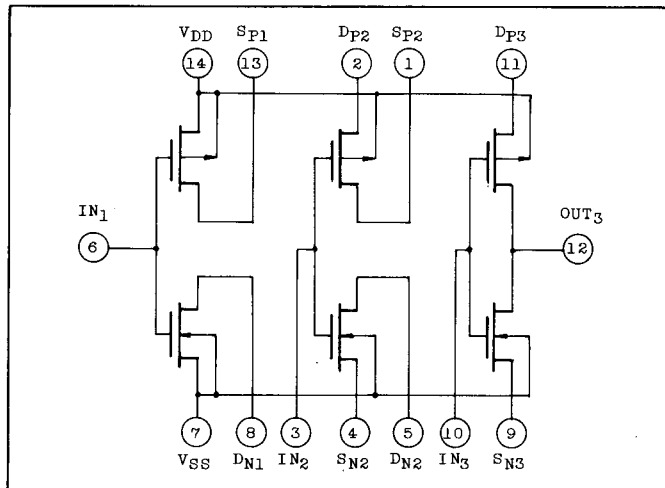 VDD SP1 DP2 SP2 DP3
14 13 2 1 11
IN1 OUT3
6 12
7 8 3 4 5 10 9
VSS DN1 IN2 SN2 DN2 IN3 SN3